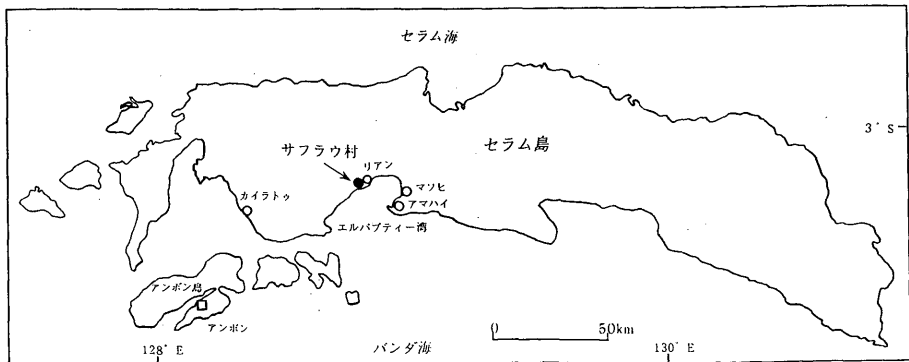 セラム海
3° S
セラム島
サフラウ村
リアン
マソヒ
カイラトゥ
アマハイ
エルパプティー湾
アンボン島
アンボン
0 50km
128° E
バンダ海
130° E